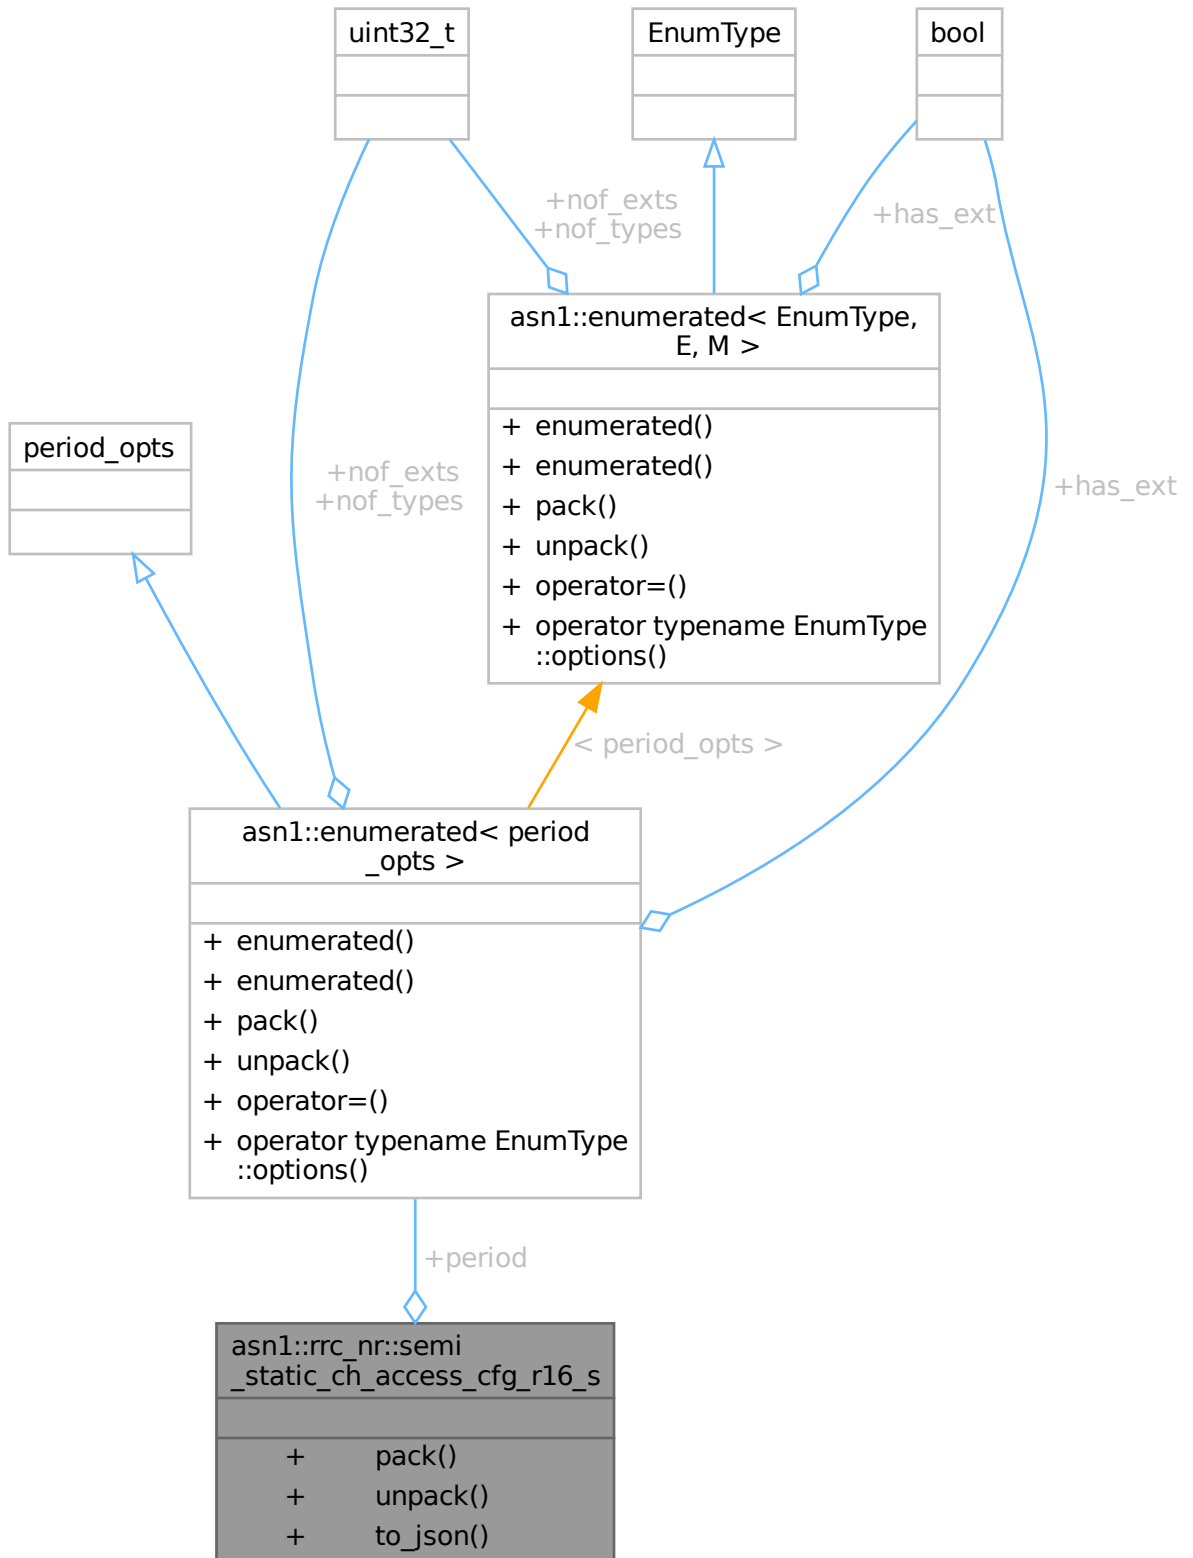 uint32_t
EnumType
bool
+nof_exts
+nof_types
+has_ext
asn1::enumerated< EnumType,
E, M >
+ enumerated()
+ enumerated()
+ pack()
+ unpack()
+ operator=()
+ operator typename EnumType
::options()
period_opts
+nof_exts
+nof_types
+has_ext
< period_opts >
asn1::enumerated< period
_opts >
+ enumerated()
+ enumerated()
+ pack()
+ unpack()
+ operator=()
+ operator typename EnumType
::options()
+period
asn1::rrc_nr::semi
_static_ch_access_cfg_r16_s
+ pack()
+ unpack()
+ to_json()